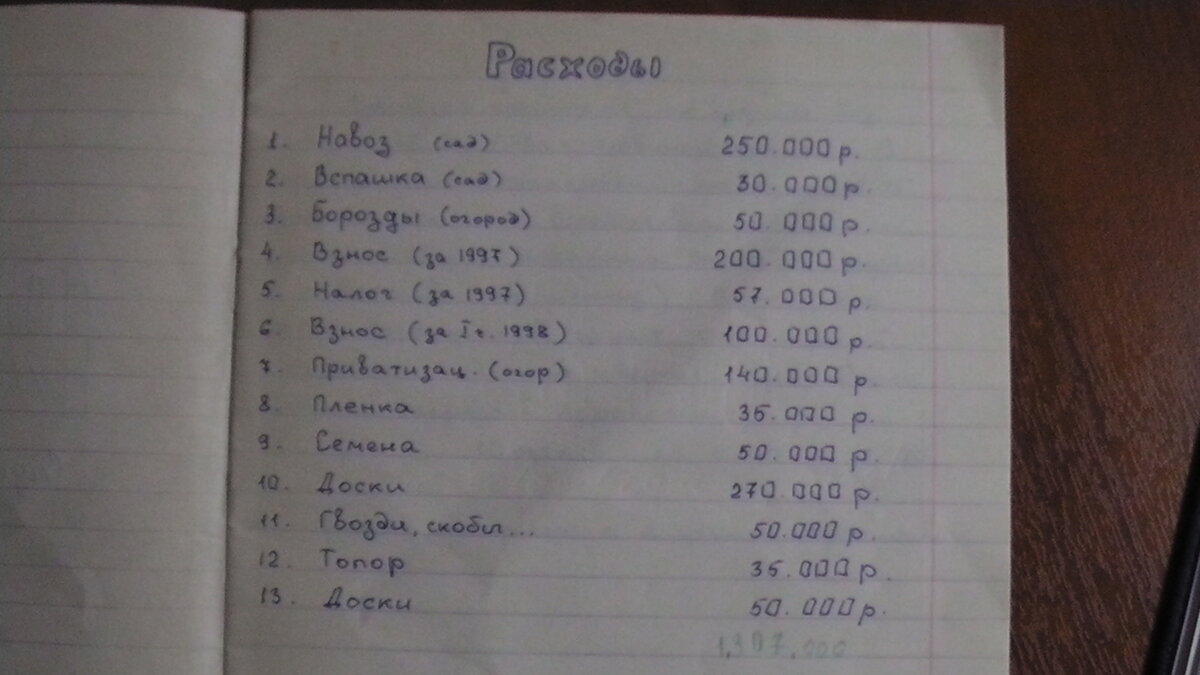 Расходы
1. Навоз (сад) 250.000 р.
2. Вспашка (сад) 30.000 р.
3. Борозды (огород) 50.000 р.
4. Взнос (за 1997) 200.000 р.
5. Налог (за 1997) 57.000 р.
6. Взнос (за I г. 1998) 100.000 р.
7. Приватизац. (огор) 140.000 р.
8. Пленка 35.000 р.
9. Семена 50.000 р.
10. Доски 270.000 р.
11. Гвозди, скобы... 50.000 р.
12. Топор 35.000 р.
13. Доски 50.000 р.